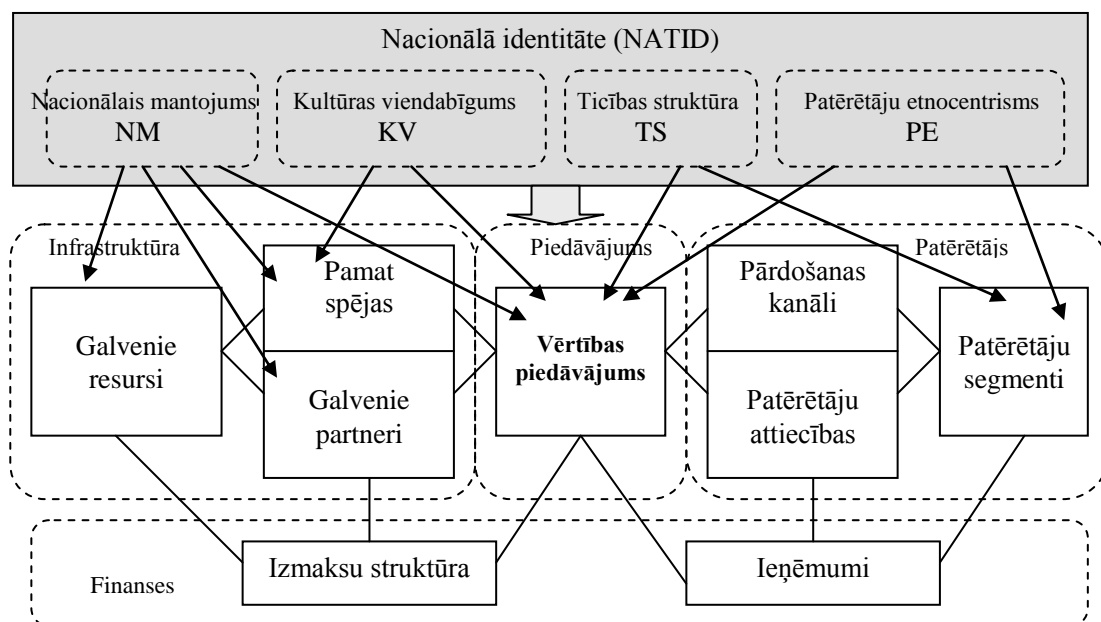 Nacionālā identitāte (NATID)
Nacionālais mantojums
NM
Kultūras viendabīgums
KV
Ticības struktūra
TS
Patērētāju etnocentrisms
PE
Infrastruktūra
Piedāvājums
Patērētājs
Galvenie
resursi
Pamat
spējas
Galvenie
partneri
Vērtības
piedāvājums
Pārdošanas
kanāli
Patērētāju
attiecības
Patērētāju
segmenti
Finanses
Izmaksu struktūra
Ieņēmumi